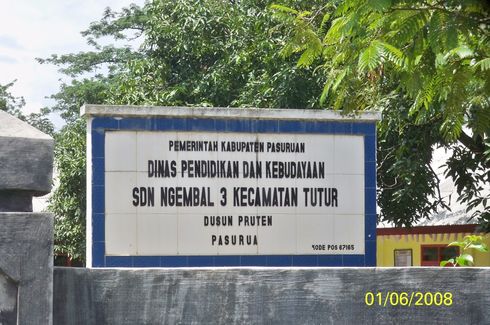 PEMERINTAH KABUPATEN PASURUAN
DINAS PENDIDIKAN DAN KEBUDAYAAN
SDN NGEMBAL 3 KECAMATAN TUTUR
DUSUN PRUTEN
PASURUA
KODE POS 67165
01/06/2008